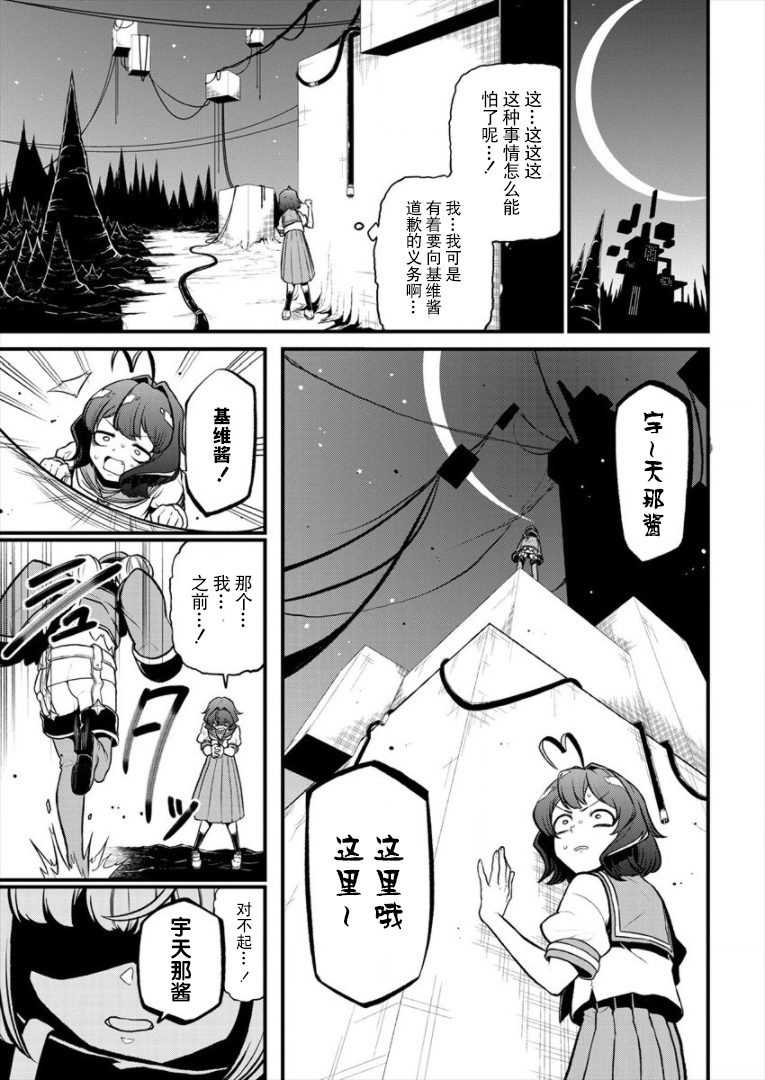 这…这这这
这种事情怎么能
怕了呢…！
我…我可是
有着要向基维酱
道歉的义务啊…
宇～天那酱
这里哦
这里～
基维酱！
那个…
我…
之前…！
ダッ
对
不
起
…！
宇天那酱